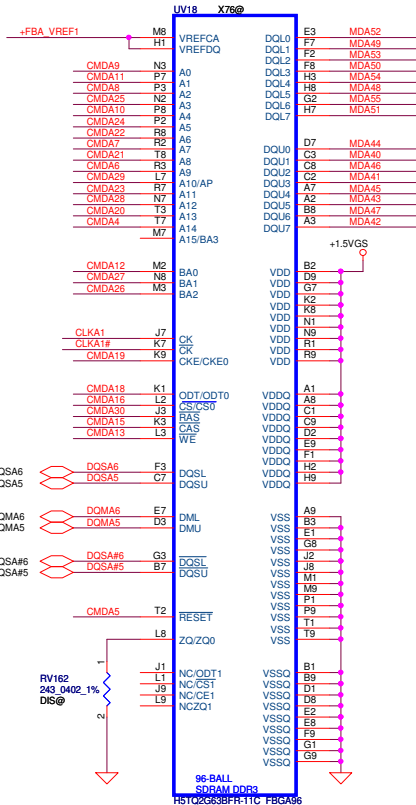 UV18 X76@
+FBA_VREF1 M8 VREFCA DQL0 E3 MDA52
H1 VREFDQ DQL1 F7 MDA49
DQL2 F2 MDA53
CMDA9 N3 A0 DQL3 F8 MDA50
CMDA11 P7 A1 DQL4 H3 MDA54
CMDA8 P3 A2 DQL5 H8 MDA48
CMDA25 N2 A3 DQL6 G2 MDA55
CMDA10 P8 A4 DQL7 H7 MDA51
CMDA24 P2 A5
CMDA22 R8 A6
CMDA7 R2 A7 DQU0 D7 MDA44
CMDA21 T8 A8 DQU1 C3 MDA40
CMDA6 R3 A9 DQU2 C8 MDA46
CMDA29 L7 A10/AP DQU3 C2 MDA41
CMDA23 R7 A11 DQU4 A7 MDA45
CMDA28 N7 A12 DQU5 A2 MDA43
CMDA20 T3 A13 DQU6 B8 MDA47
CMDA4 T7 A14 DQU7 A3 MDA42
M7 A15/BA3
+1.5VGS
CMDA12 M2 BA0 VDD B2
CMDA27 N8 BA1 VDD D9
CMDA26 M3 BA2 VDD G7
VDD K2
VDD K8
VDD N1
CLKA1 J7 CK VDD N9
CLKA1# K7 CK VDD R1
CMDA19 K9 CKE/CKE0 VDD R9
CMDA18 K1 ODT/ODT0 VDDQ A1
CMDA16 L2 CS/CS0 VDDQ A8
CMDA30 J3 RAS VDDQ C1
CMDA15 K3 CAS VDDQ C9
CMDA13 L3 WE VDDQ D2
VDDQ E9
VDDQ F1
QSA6 DQSA6 F3 DQSL VDDQ H2
QSA5 DQSA5 C7 DQSU VDDQ H9
QMA6 DQMA6 E7 DML VSS A9
QMA5 DQMA5 D3 DMU VSS B3
VSS E1
VSS G8
QSA#6 DQSA#6 G3 DQSL VSS J2
QSA#5 DQSA#5 B7 DQSU VSS J8
VSS M1
VSS M9
VSS P1
CMDA5 T2 RESET VSS P9
VSS T1
L8 ZQ/ZQ0 VSS T9
1
J1 NC/ODT1 VSSQ B1
RV162 L1 NC/CS1 VSSQ B9
243_0402_1% J9 NC/CE1 VSSQ D1
DIS@ L9 NCZQ1 VSSQ D8
2 VSSQ E2
VSSQ E8
VSSQ F9
VSSQ G1
VSSQ G9
96-BALL
SDRAM DDR3
H5TQ2G63BFR-11C FBGA96